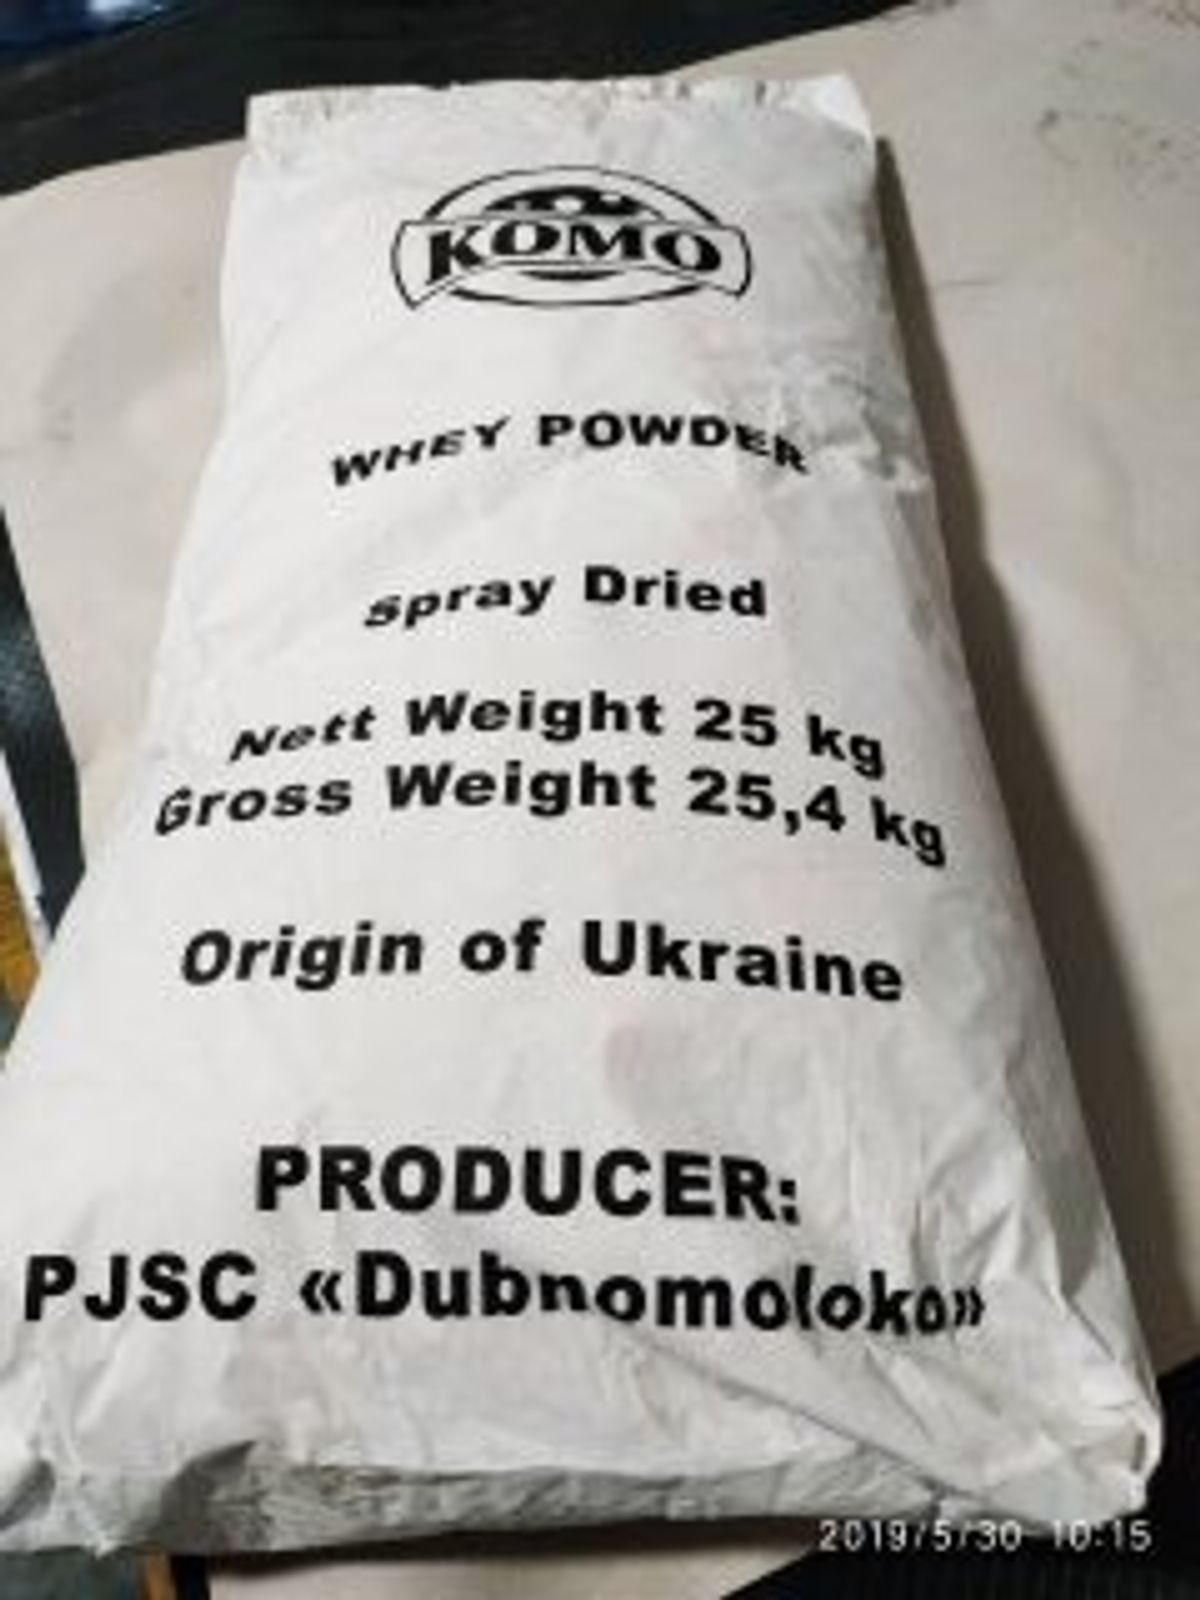 KOMO
WHEY POWDER
spray Dried
Nett Weight 25 kg
Gross Weight 25,4 kg
Origin of Ukraine
PRODUCER:
PJSC «Dubnomoloko»
2019/5/30 10:15